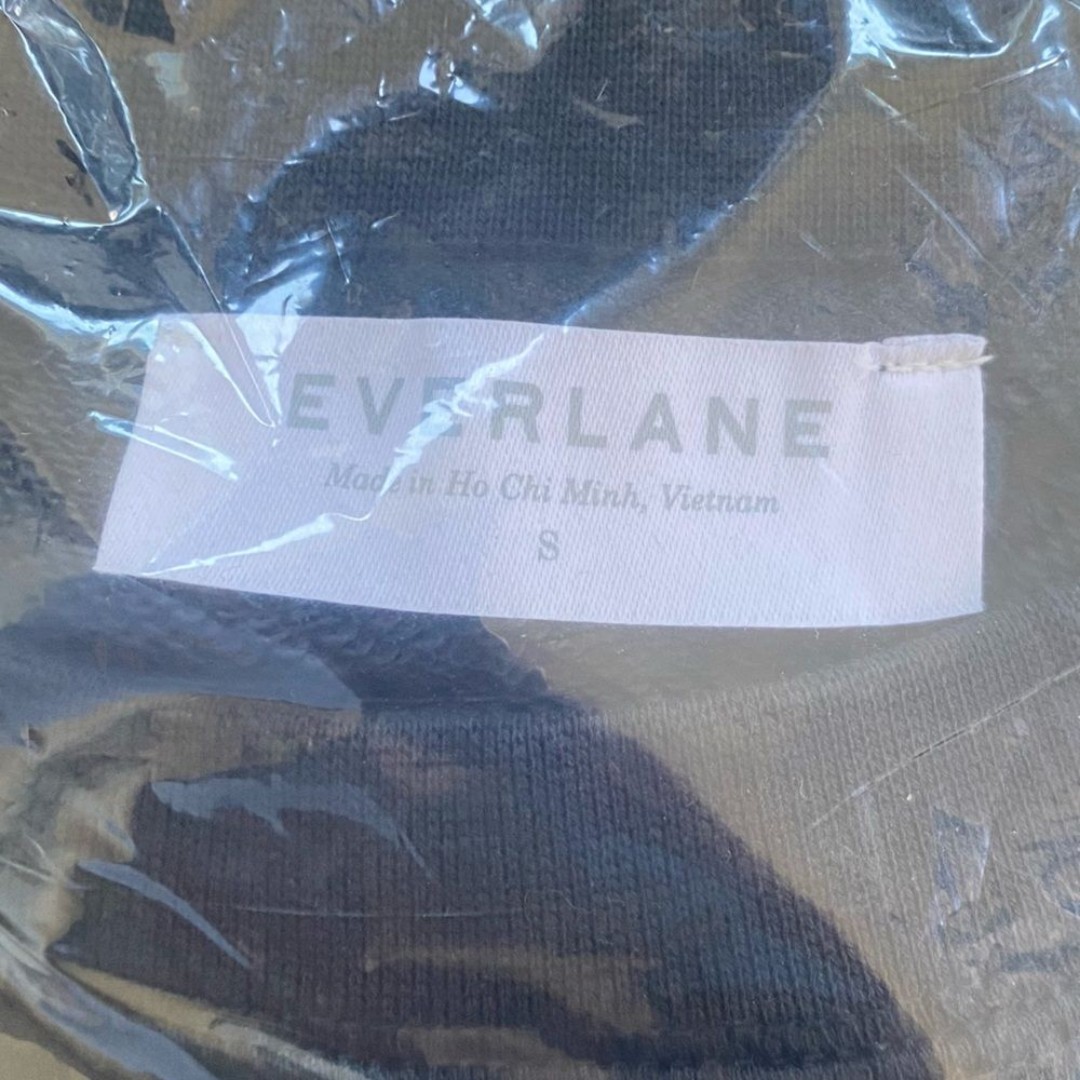 EVERLANE
Made in Ho Chi Minh, Vietnam
S